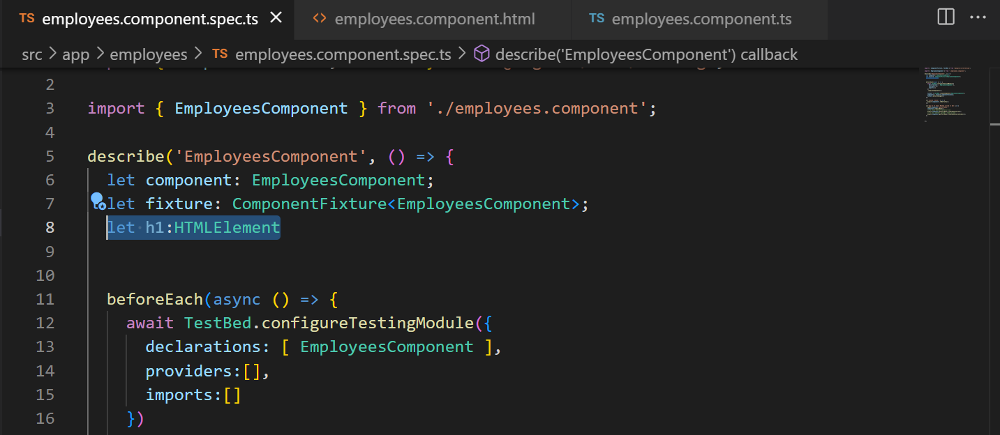 TS employees.component.spec.ts
<> employees.component.html
TS employees.component.ts
src > app > employees > TS employees.component.spec.ts > describe('EmployeesComponent') callback
2
3 import { EmployeesComponent } from './employees.component';
4
5 describe('EmployeesComponent', () => {
6 let component: EmployeesComponent;
7 let fixture: ComponentFixture<EmployeesComponent>;
8 let h1:HTMLElement
9
10
11 beforeEach(async () => {
12 await TestBed.configureTestingModule({
13 declarations: [ EmployeesComponent ],
14 providers:[],
15 imports:[]
16 })